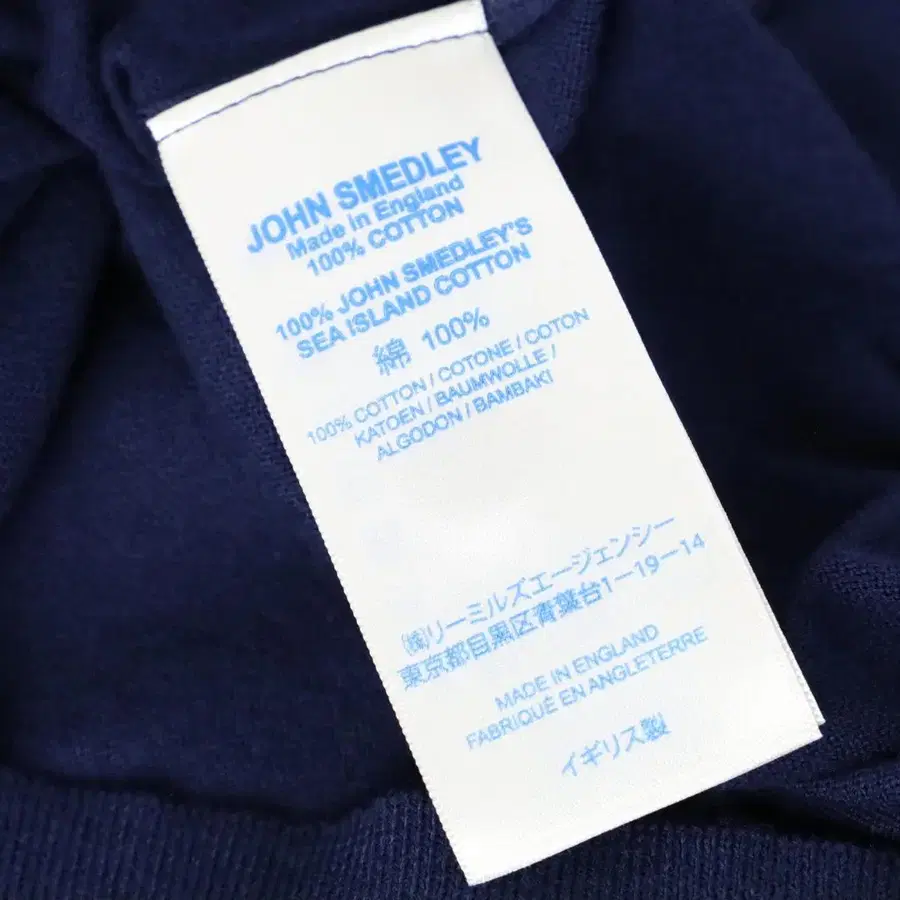 JOHN SMEDLEY
Made in England
100% COTTON
100% JOHN SMEDLEY'S
SEA ISLAND COTTON
綿 100%
100% COTTON / COTONE / COTON
KATOEN / BAUMWOLLE /
ALGODON / BAMBAKI
㈱リーミルズエージェンシー
東京都目黒区青葉台1-19-14
MADE IN ENGLAND
FABRIQUÉ EN ANGLETERRE
イギリス製